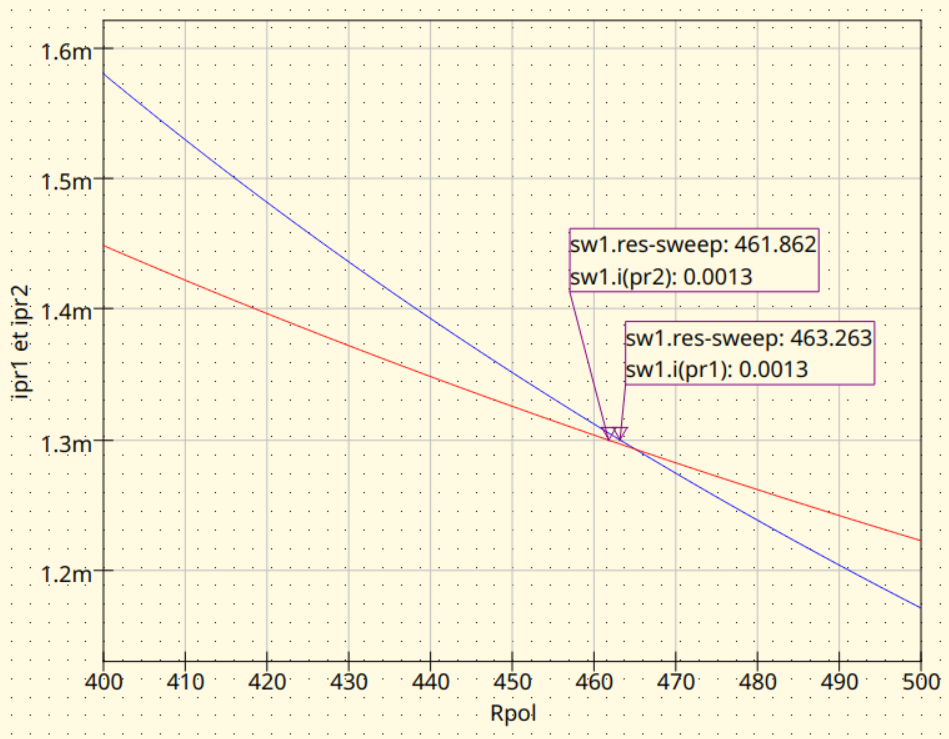 1.6m
1.5m
sw1.res-sweep: 461.862
sw1.i(pr2): 0.0013
1.4m
sw1.res-sweep: 463.263
sw1.i(pr1): 0.0013
ipr1 et ipr2
1.3m
1.2m
400 410 420 430 440 450 460 470 480 490 500
Rpol